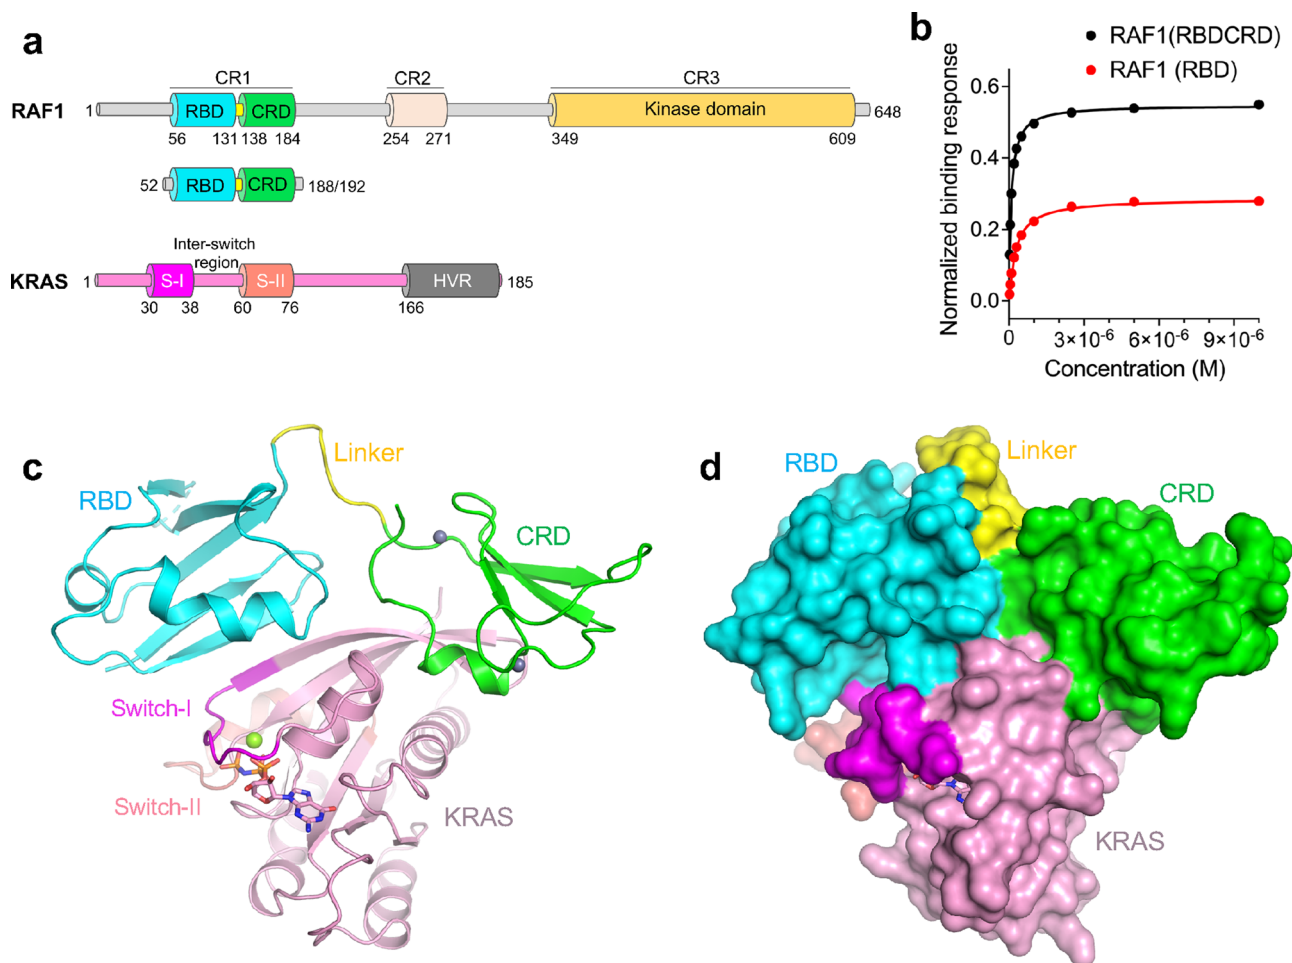 a
CR1
CR2
CR3
RAF1
1
RBD
CRD
Kinase domain
648
56
131
138
184
254
271
349
609
52
RBD
CRD
188/192
Inter-switch
region
KRAS
1
S-I
S-II
HVR
185
30
38
60
76
166
b
RAF1(RBDCRD)
RAF1 (RBD)
Normalized binding response
0.6
0.4
0.2
0.0
0
3×10-6
6×10-6
9×10-6
Concentration (M)
c
Linker
RBD
CRD
Switch-I
Switch-II
KRAS
d
RBD
Linker
CRD
KRAS